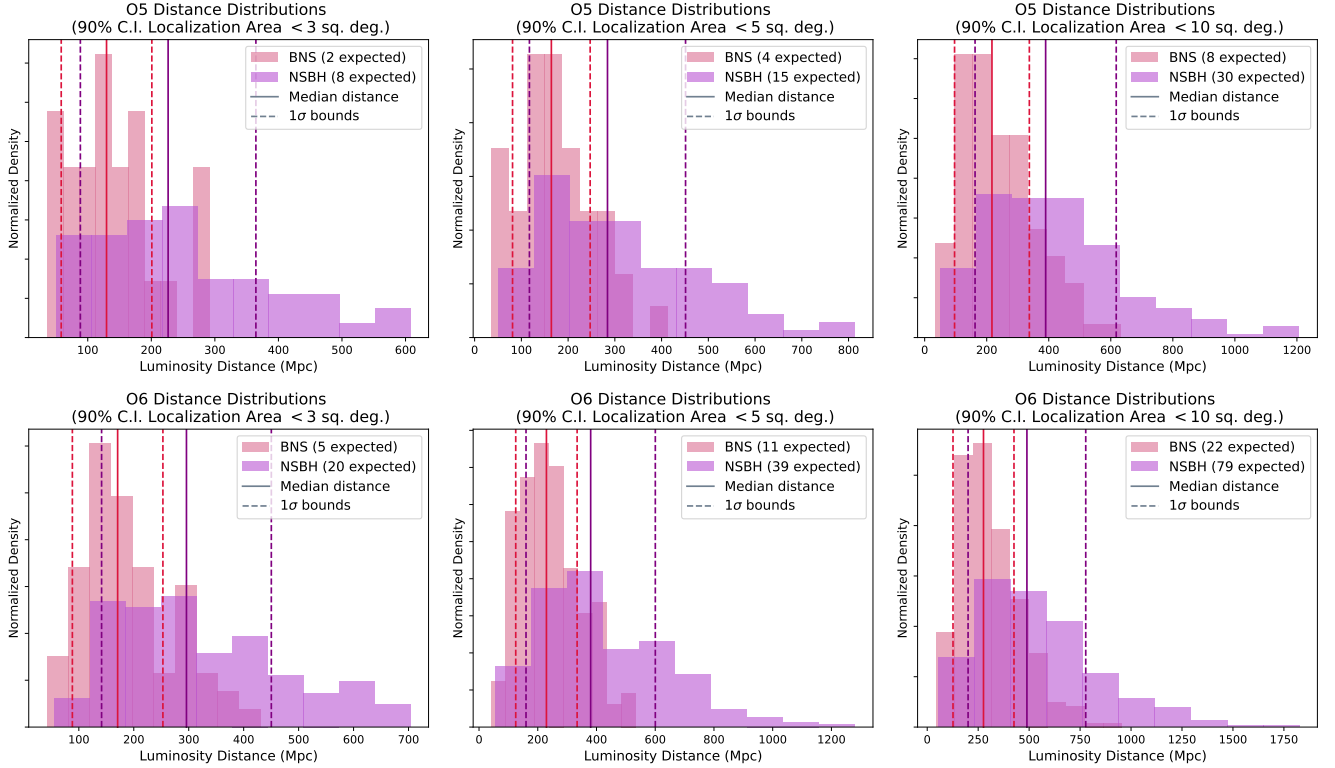 O5 Distance Distributions
(90% C.I. Localization Area < 3 sq. deg.)
Normalized Density
BNS (2 expected)
NSBH (8 expected)
Median distance
1σ bounds
100 200 300 400 500 600
Luminosity Distance (Mpc)
O5 Distance Distributions
(90% C.I. Localization Area < 5 sq. deg.)
Normalized Density
BNS (4 expected)
NSBH (15 expected)
Median distance
1σ bounds
0 100 200 300 400 500 600 700 800
Luminosity Distance (Mpc)
O5 Distance Distributions
(90% C.I. Localization Area < 10 sq. deg.)
Normalized Density
BNS (8 expected)
NSBH (30 expected)
Median distance
1σ bounds
0 200 400 600 800 1000 1200
Luminosity Distance (Mpc)
O6 Distance Distributions
(90% C.I. Localization Area < 3 sq. deg.)
Normalized Density
BNS (5 expected)
NSBH (20 expected)
Median distance
1σ bounds
100 200 300 400 500 600 700
Luminosity Distance (Mpc)
O6 Distance Distributions
(90% C.I. Localization Area < 5 sq. deg.)
Normalized Density
BNS (11 expected)
NSBH (39 expected)
Median distance
1σ bounds
0 200 400 600 800 1000 1200
Luminosity Distance (Mpc)
O6 Distance Distributions
(90% C.I. Localization Area < 10 sq. deg.)
Normalized Density
BNS (22 expected)
NSBH (79 expected)
Median distance
1σ bounds
0 250 500 750 1000 1250 1500 1750
Luminosity Distance (Mpc)